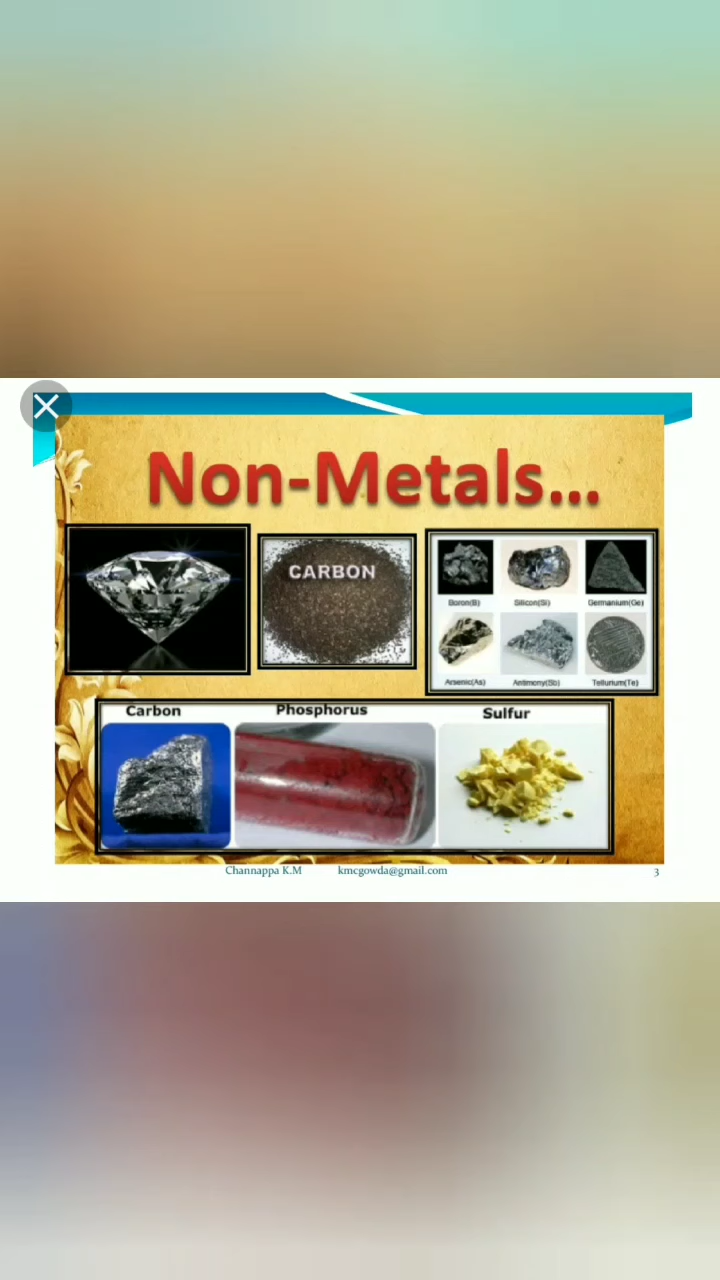 Non-Metals...
CARBON
Boron(B) Silicon(Si) Germanium(Ge)
Arsenic(As) Antimony(Sb) Tellurium(Te)
Carbon Phosphorus Sulfur
Channappa K.M kmcgowda@gmail.com 3